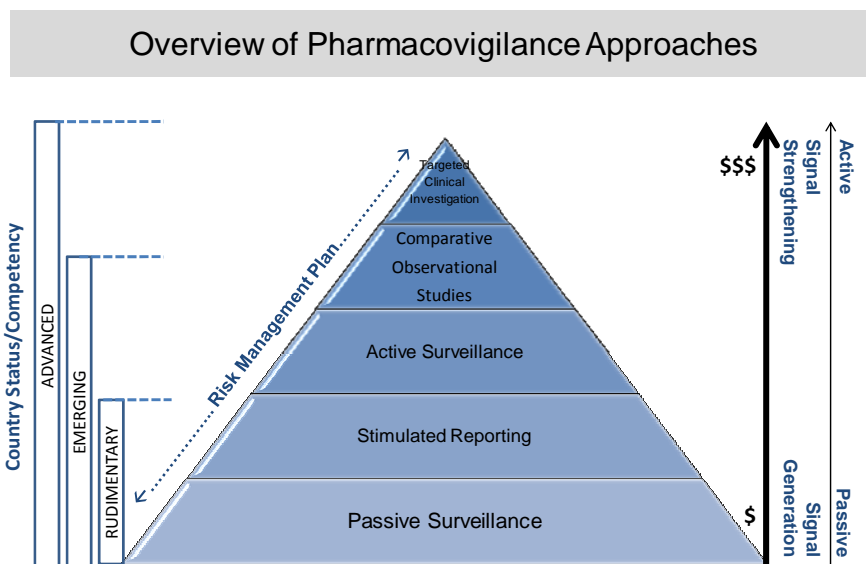 Overview of Pharmacovigilance Approaches
Country Status/Competency
ADVANCED
EMERGING
RUDIMENTARY
Risk Management Plan
Targeted
Clinical
Investigation
Comparative
Observational
Studies
Active Surveillance
Stimulated Reporting
Passive Surveillance
$$$
$
Signal
Strengthening
Active
Signal
Generation
Passive